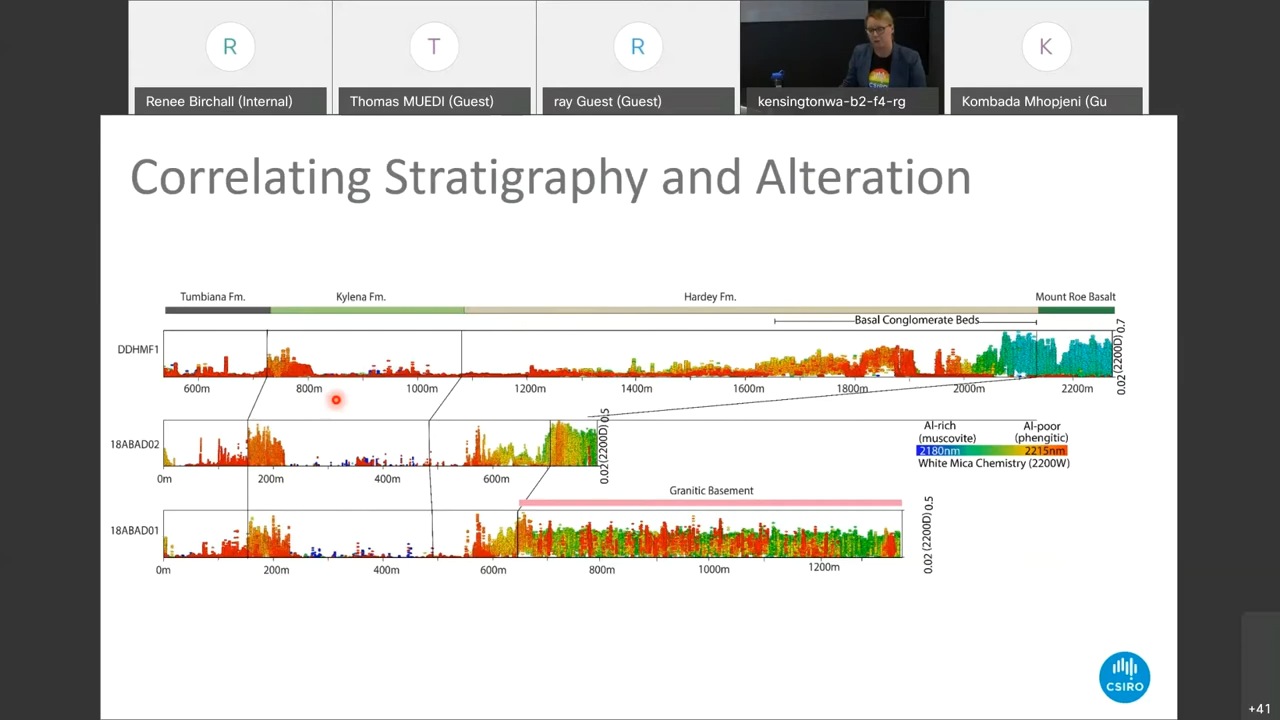 R
T
R
K
Renee Birchall (Internal)
Thomas MUEDI (Guest)
ray Guest (Guest)
kensingtonwa-b2-f4-rg
Kombada Mhopjeni (Gu
Correlating Stratigraphy and Alteration
Tumbiana Fm.
Kylena Fm.
Hardey Fm.
Mount Roe Basalt
Basal Conglomerate Beds
DDHMF1
0.02 (2200D) 0.7
600m 800m 1000m 1200m 1400m 1600m 1800m 2000m 2200m
18ABAD02
0.02 (2200D) 0.5
0m 200m 400m 600m
Al-rich
(muscovite)
Al-poor
(phengitic)
2180nm 2215nm
White Mica Chemistry (2200W)
Granitic Basement
18ABAD01
0.02 (2200D) 0.5
0m 200m 400m 600m 800m 1000m 1200m
CSIRO
+41